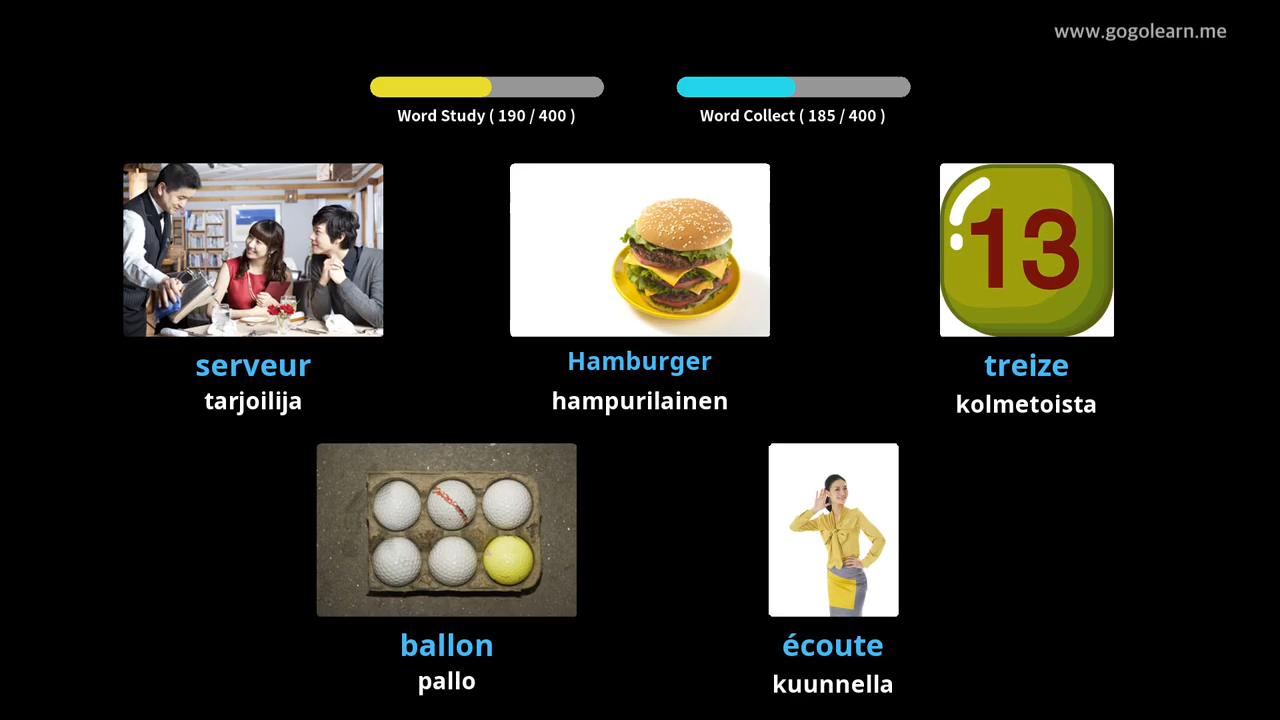 www.gogolearn.me
Word Study ( 190 / 400 )
Word Collect ( 185 / 400 )
13
serveur
tarjoilija
Hamburger
hampurilainen
treize
kolmetoista
ballon
pallo
écoute
kuunnella